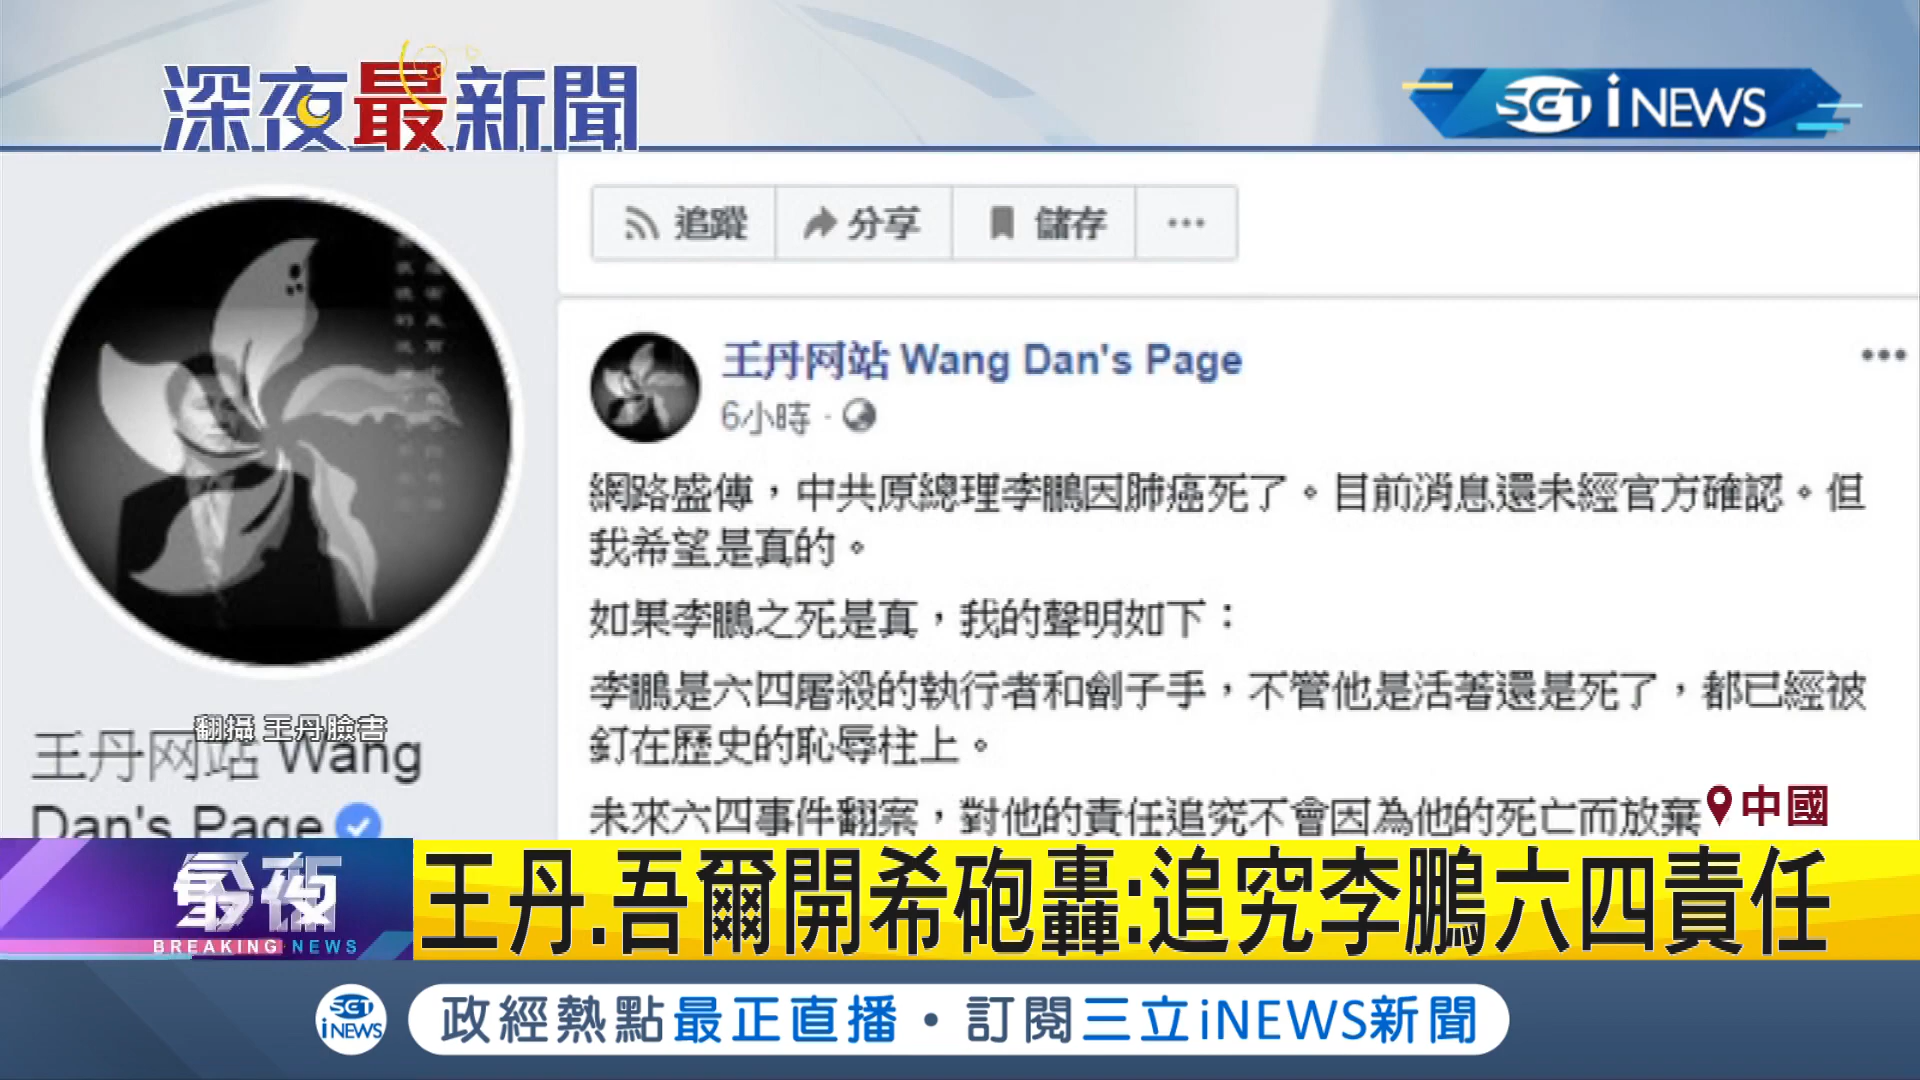 深夜最新聞
SET iNEWS
追蹤 分享 儲存 ...
王丹网站 Wang Dan's Page
6小時
網路盛傳，中共原總理李鵬因肺癌死了。目前消息還未經官方確認。但
我希望是真的。
如果李鵬之死是真，我的聲明如下：
李鵬是六四屠殺的執行者和劊子手，不管他是活著還是死了，都已經被
釘在歷史的恥辱柱上。
未來六四事件翻案，對他的責任追究不會因為他的死亡而放棄
翻攝 王丹臉書
王丹网站 Wang
Dan's Page
中國
BREAKING NEWS
王丹.吾爾開希砲轟:追究李鵬六四責任
SET iNEWS
政經熱點最正直播・訂閱三立iNEWS新聞